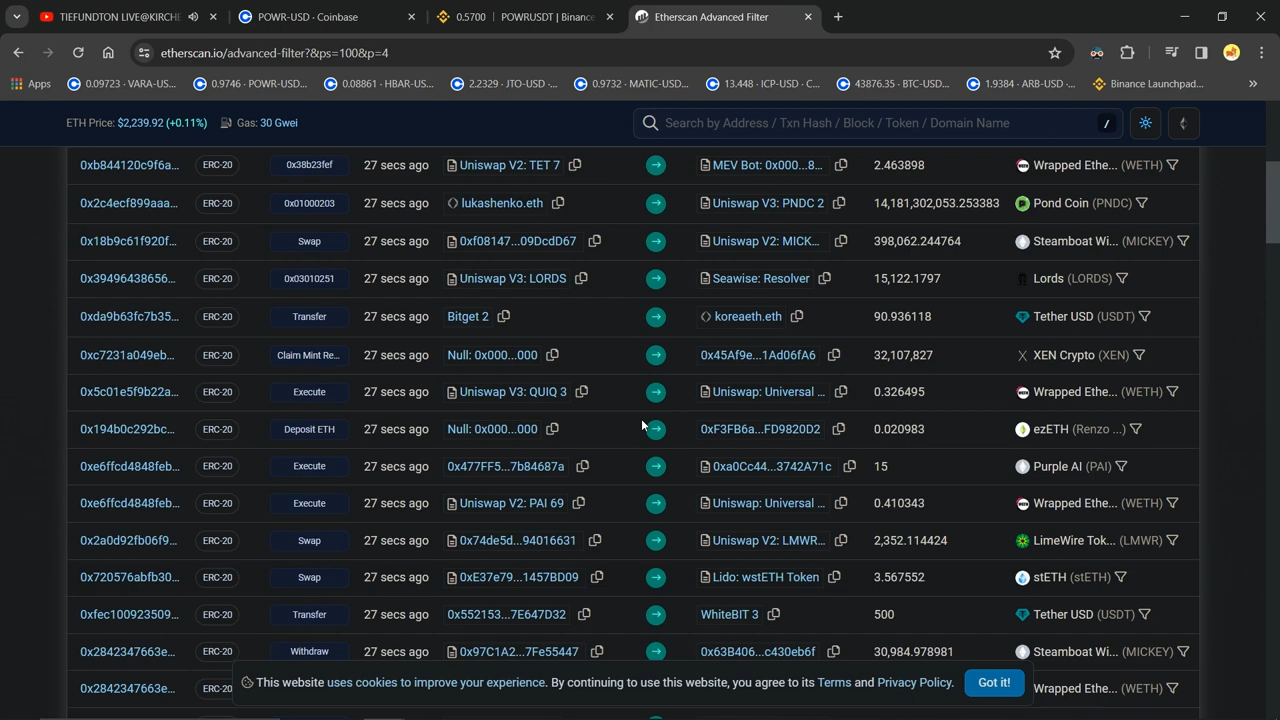 TIEFUNDTON LIVE@KIRCHE
POWR-USD - Coinbase
0.5700 | POWRUSDT | Binance
Etherscan Advanced Filter
etherscan.io/advanced-filter?&ps=100&p=4
Apps
0.09723 - VARA-US...
0.9746 - POWR-USD...
0.08861 - HBAR-US...
2.2329 - JTO-USD -...
0.9732 - MATIC-USD...
13.448 - ICP-USD - C...
43876.35 - BTC-USD...
1.9384 - ARB-USD -...
Binance Launchpad...
ETH Price: $2,239.92 (+0.11%) Gas: 30 Gwei
Search by Address / Txn Hash / Block / Token / Domain Name /
0xb844120c9f6a... ERC-20 0x38b23fef 27 secs ago Uniswap V2: TET 7 MEV Bot: 0x000...8... 2.463898 Wrapped Ethe... (WETH)
0x2c4ecf899aaa... ERC-20 0x01000203 27 secs ago lukashenko.eth Uniswap V3: PNDC 2 14,181,302,053.253383 Pond Coin (PNDC)
0x18b9c61f920f... ERC-20 Swap 27 secs ago 0xf08147...09DcdD67 Uniswap V2: MICK... 398,062.244764 Steamboat Wi... (MICKEY)
0x39496438656... ERC-20 0x03010251 27 secs ago Uniswap V3: LORDS Seawise: Resolver 15,122.1797 Lords (LORDS)
0xda9b63fc7b35... ERC-20 Transfer 27 secs ago Bitget 2 koreaeth.eth 90.936118 Tether USD (USDT)
0xc7231a049eb... ERC-20 Claim Mint Re... 27 secs ago Null: 0x000...000 0x45Af9e...1Ad06fA6 32,107,827 XEN Crypto (XEN)
0x5c01e5f9b22a... ERC-20 Execute 27 secs ago Uniswap V3: QUIQ 3 Uniswap: Universal ... 0.326495 Wrapped Ethe... (WETH)
0x194b0c292bc... ERC-20 Deposit ETH 27 secs ago Null: 0x000...000 0xF3FB6a...FD9820D2 0.020983 ezETH (Renzo ...)
0xe6ffcd4848feb... ERC-20 Execute 27 secs ago 0x477FF5...7b84687a 0xa0Cc44...3742A71c 15 Purple AI (PAI)
0xe6ffcd4848feb... ERC-20 Execute 27 secs ago Uniswap V2: PAI 69 Uniswap: Universal ... 0.410343 Wrapped Ethe... (WETH)
0x2a0d92fb06f9... ERC-20 Swap 27 secs ago 0x74de5d...94016631 Uniswap V2: LMWR... 2,352.114424 LimeWire Tok... (LMWR)
0x720576abfb30... ERC-20 Swap 27 secs ago 0xE37e79...1457BD09 Lido: wstETH Token 3.567552 stETH (stETH)
0xfec100923509... ERC-20 Transfer 27 secs ago 0x552153...7E647D32 WhiteBIT 3 500 Tether USD (USDT)
0x2842347663e... ERC-20 Withdraw 27 secs ago 0x97C1A2...7Fe55447 0x63B406...c430eb6f 30,984.978981 Steamboat Wi... (MICKEY)
0x2842347663e... ERC-20 Wrapped Ethe... (WETH)
This website uses cookies to improve your experience. By continuing to use this website, you agree to its Terms and Privacy Policy. Got it!